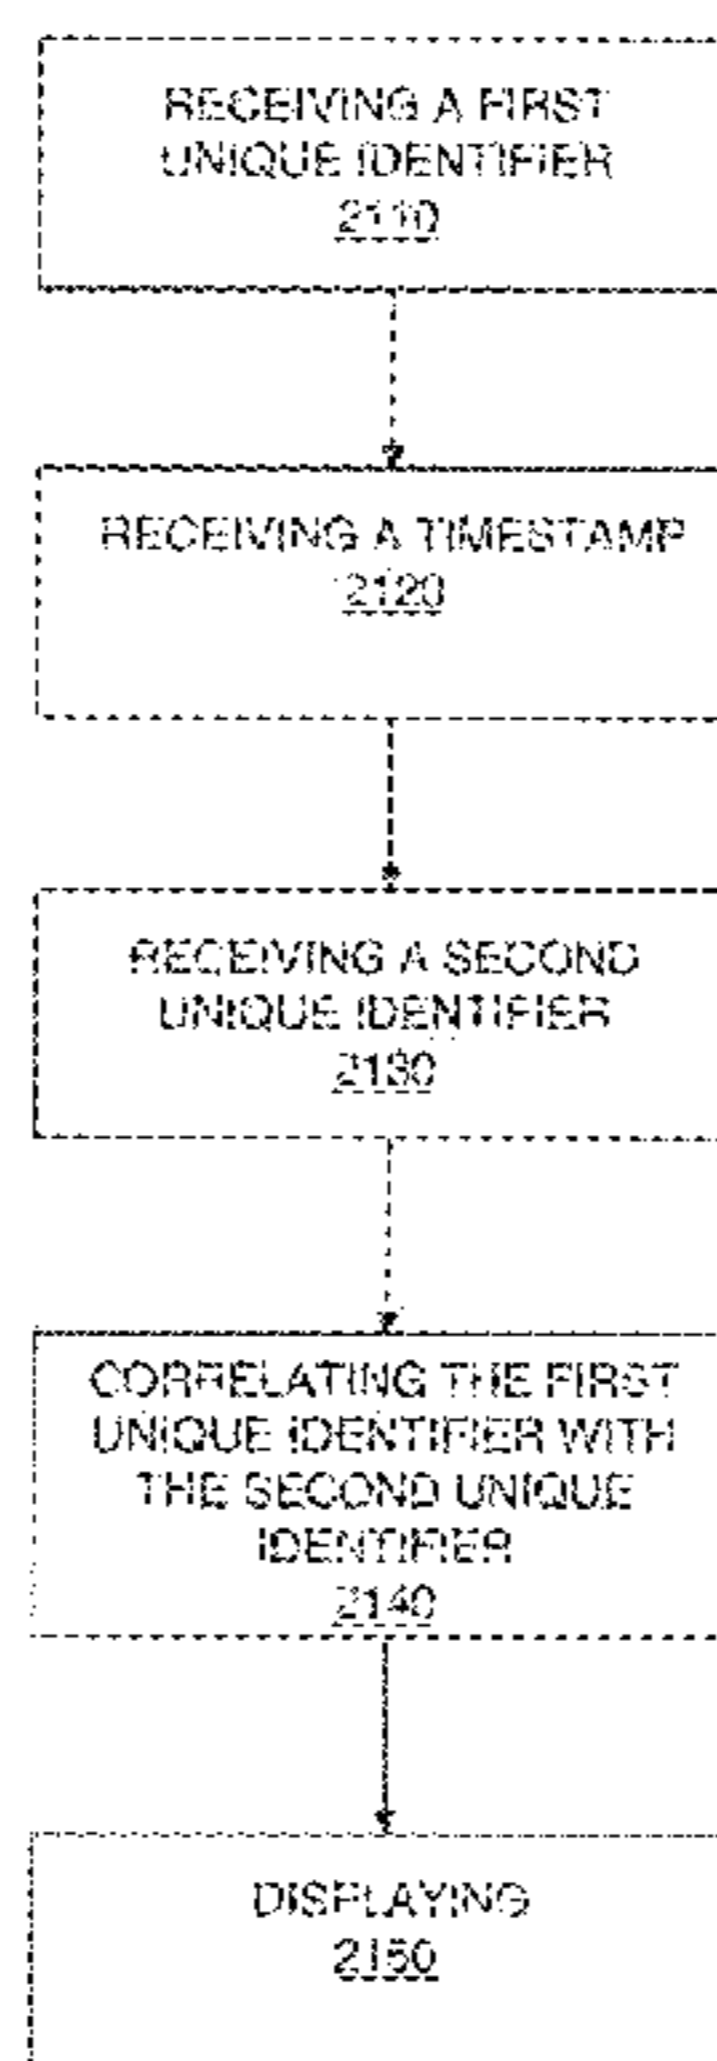 RECEIVING A FIRST
UNIQUE IDENTIFIER
2110
RECEIVING A TIMESTAMP
2120
RECEIVING A SECOND
UNIQUE IDENTIFIER
2130
CORRELATING THE FIRST
UNIQUE IDENTIFIER WITH
THE SECOND UNIQUE
IDENTIFIER
2140
DISPLAYING
2150